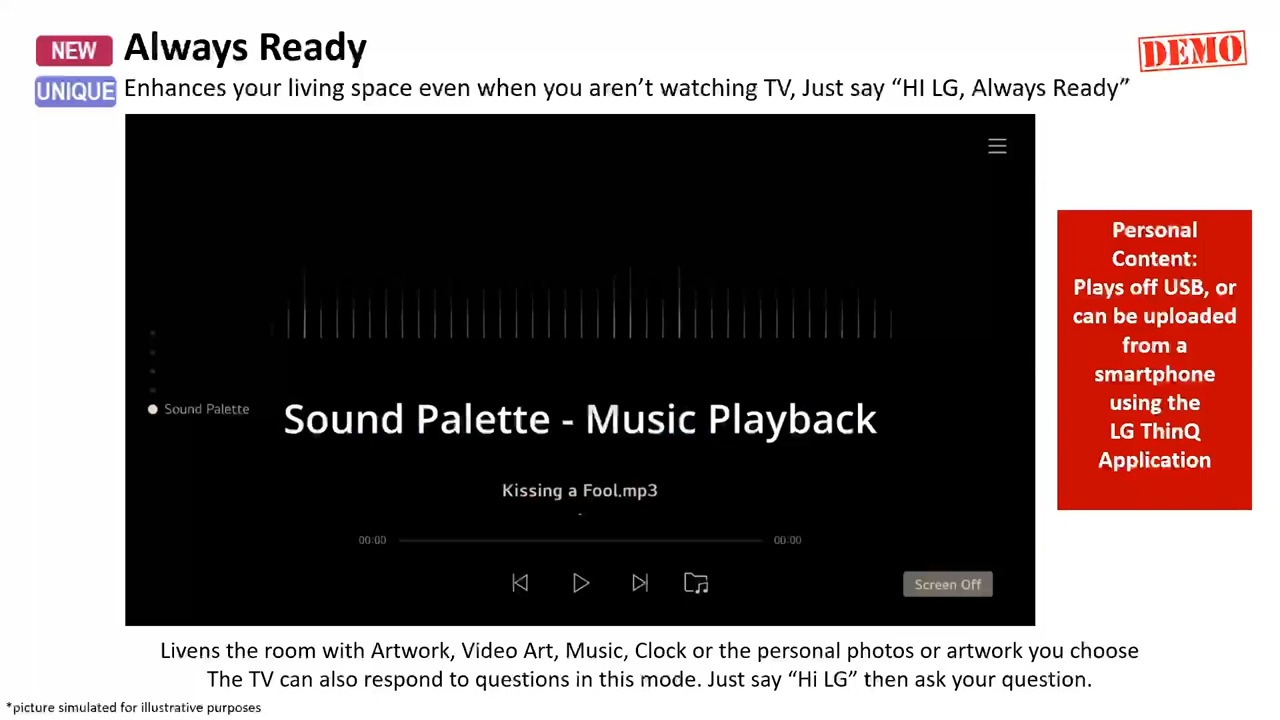 NEW
Always Ready
DEMO
UNIQUE
Enhances your living space even when you aren’t watching TV, Just say “HI LG, Always Ready”
Personal
Content:
Plays off USB, or
can be uploaded
from a
smartphone
using the
LG ThinQ
Application
Sound Palette
Sound Palette - Music Playback
Kissing a Fool.mp3
-
00:00
00:00
Screen Off
Livens the room with Artwork, Video Art, Music, Clock or the personal photos or artwork you choose
The TV can also respond to questions in this mode. Just say “Hi LG” then ask your question.
*picture simulated for illustrative purposes